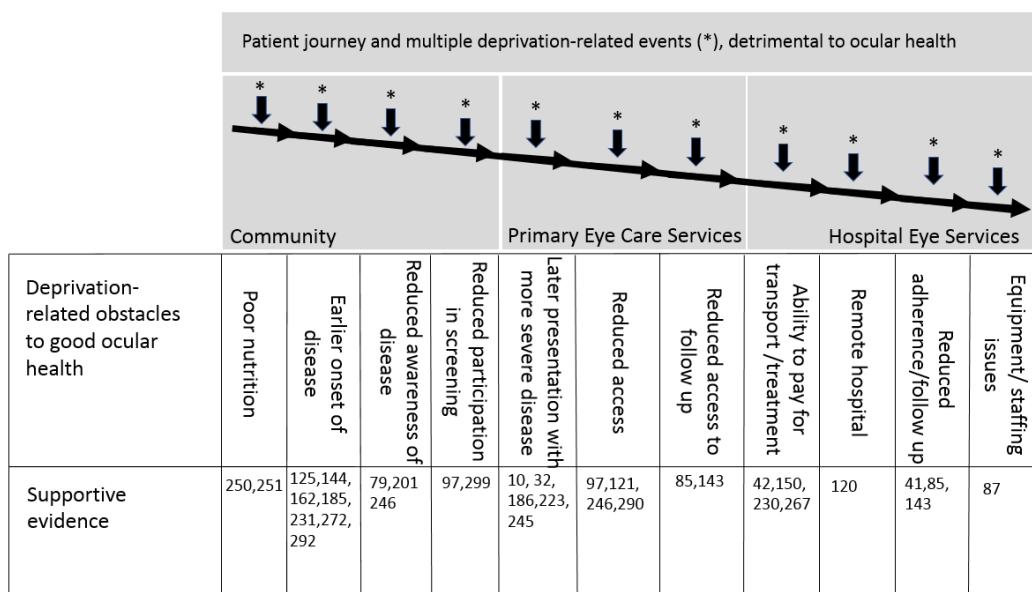 Patient journey and multiple deprivation-related events (*), detrimental to ocular health
* * * * * * * * * * *
Community
Primary Eye Care Services
Hospital Eye Services
Deprivation-
related obstacles
to good ocular
health
Poor nutrition
Earlier onset of
disease
Reduced awareness of
disease
Reduced participation
in screening
Later presentation with
more severe disease
Reduced access
Reduced access to
follow up
Ability to pay for
transport /treatment
Remote hospital
Reduced
adherence/follow up
Equipment/ staffing
issues
Supportive
evidence
250,251
125,144,
162,185,
231,272,
292
79,201
246
97,299
10, 32,
186,223,
245
97,121,
246,290
85,143
42,150,
230,267
120
41,85,
143
87